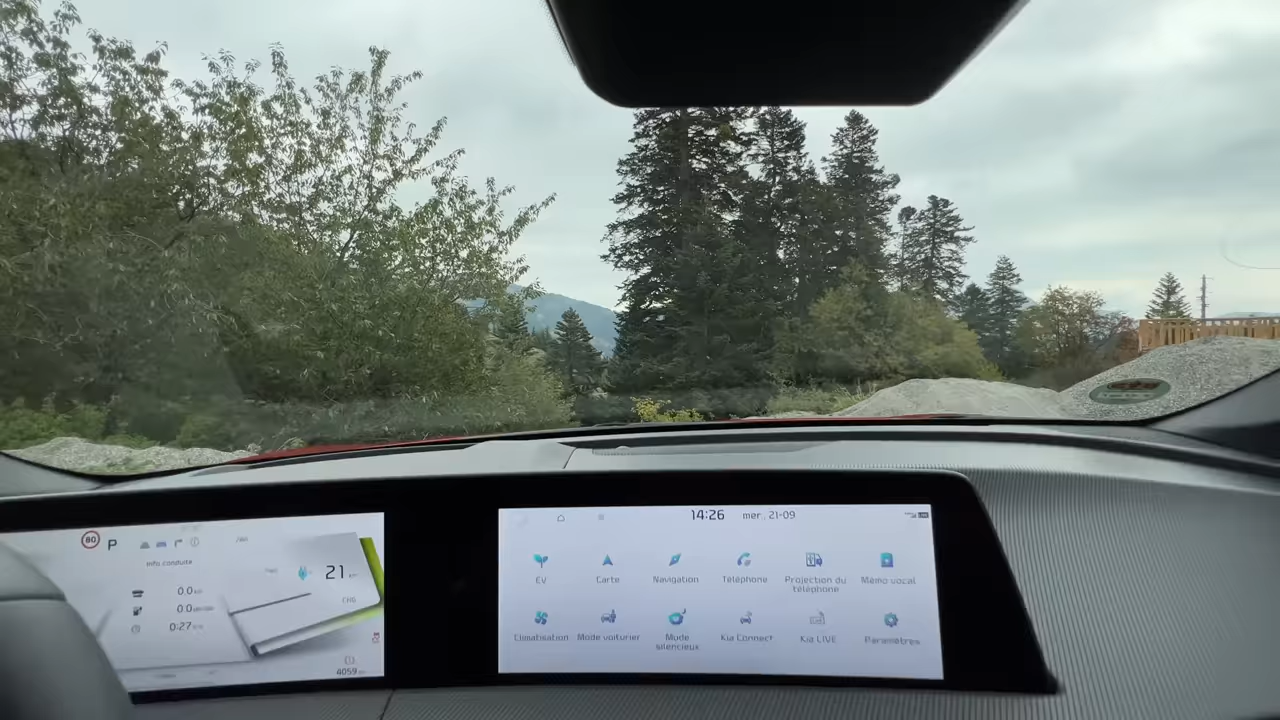 80 P
Info conduite
0.0
0.0
0:27
21
CHG
4059
14:26 mer. 21-09
EV Carte Navigation Téléphone Projection du téléphone Mémo vocal
Climatisation Mode voiturier Mode silencieux Kia Connect Kia LIVE Paramètres